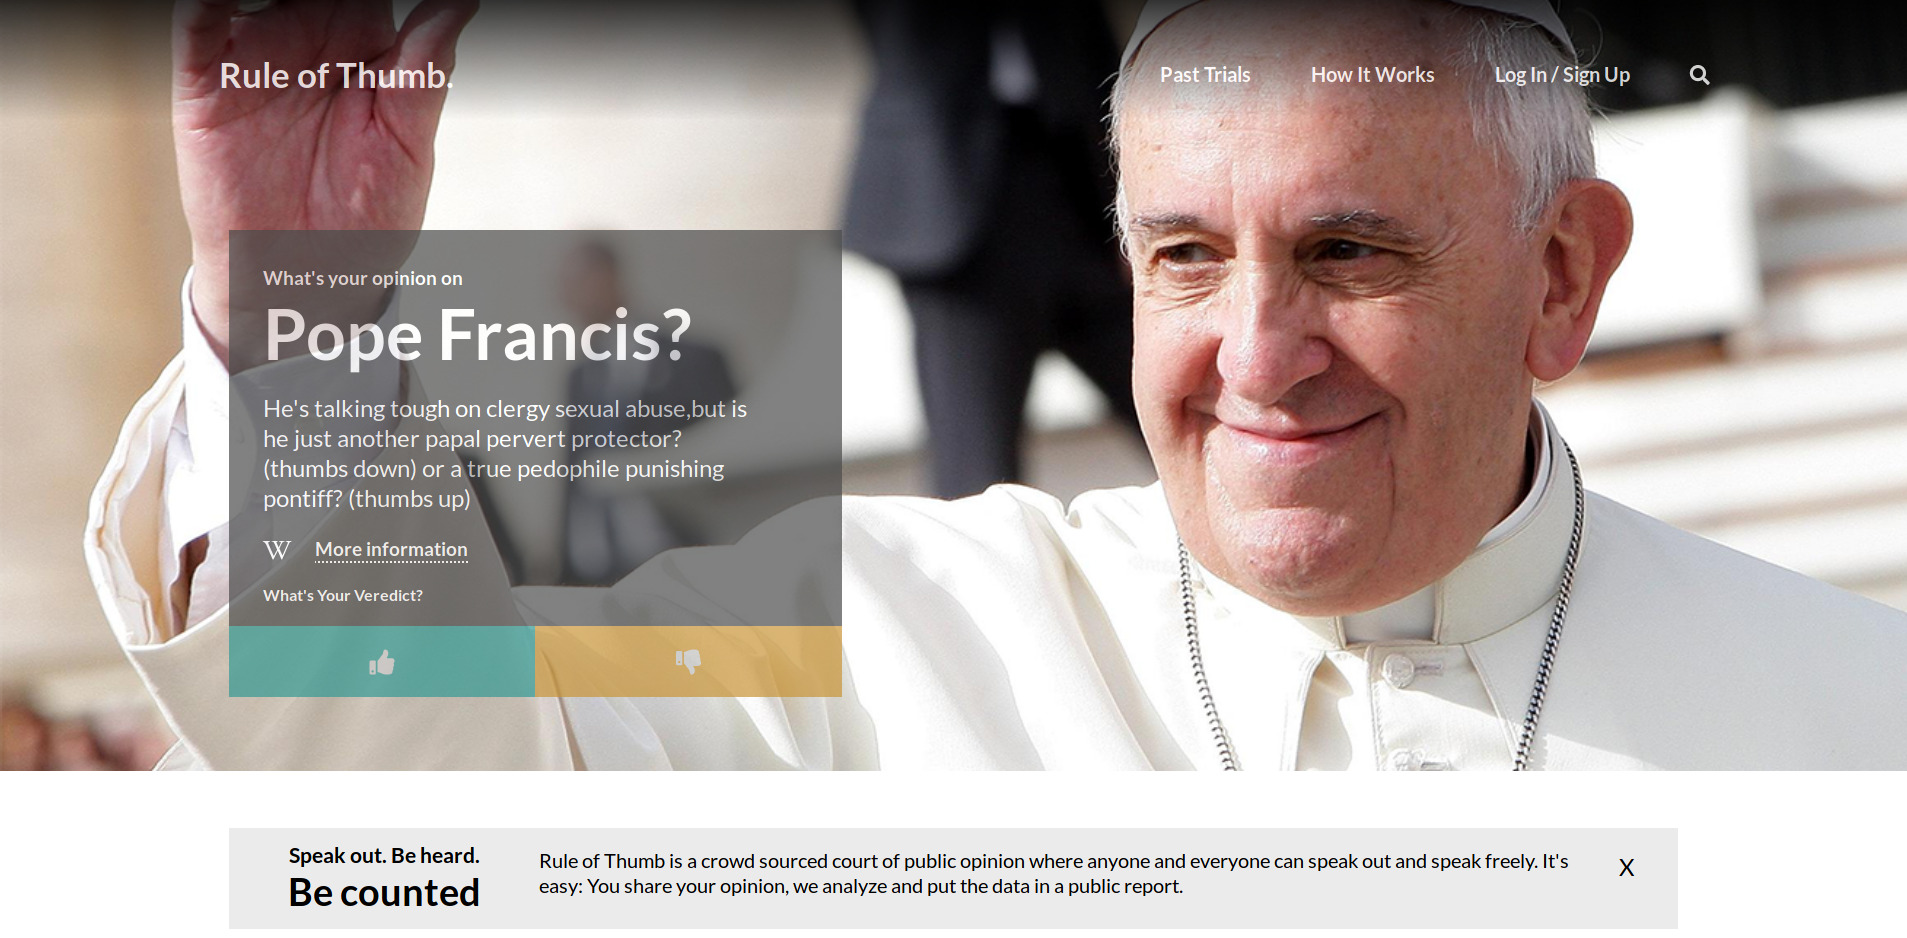 Rule of Thumb.
Past Trials
How It Works
Log In / Sign Up
What's your opinion on
Pope Francis?
He's talking tough on clergy sexual abuse,but is
he just another papal pervert protector?
(thumbs down) or a true pedophile punishing
pontiff? (thumbs up)
W
More information
What's Your Veredict?
Speak out. Be heard.
Be counted
Rule of Thumb is a crowd sourced court of public opinion where anyone and everyone can speak out and speak freely. It's
easy: You share your opinion, we analyze and put the data in a public report.
X